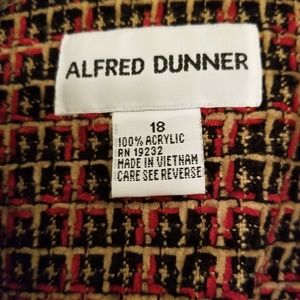 ALFRED DUNNER
18
100% ACRYLIC
RN 19232
MADE IN VIETNAM
CARE SEE REVERSE